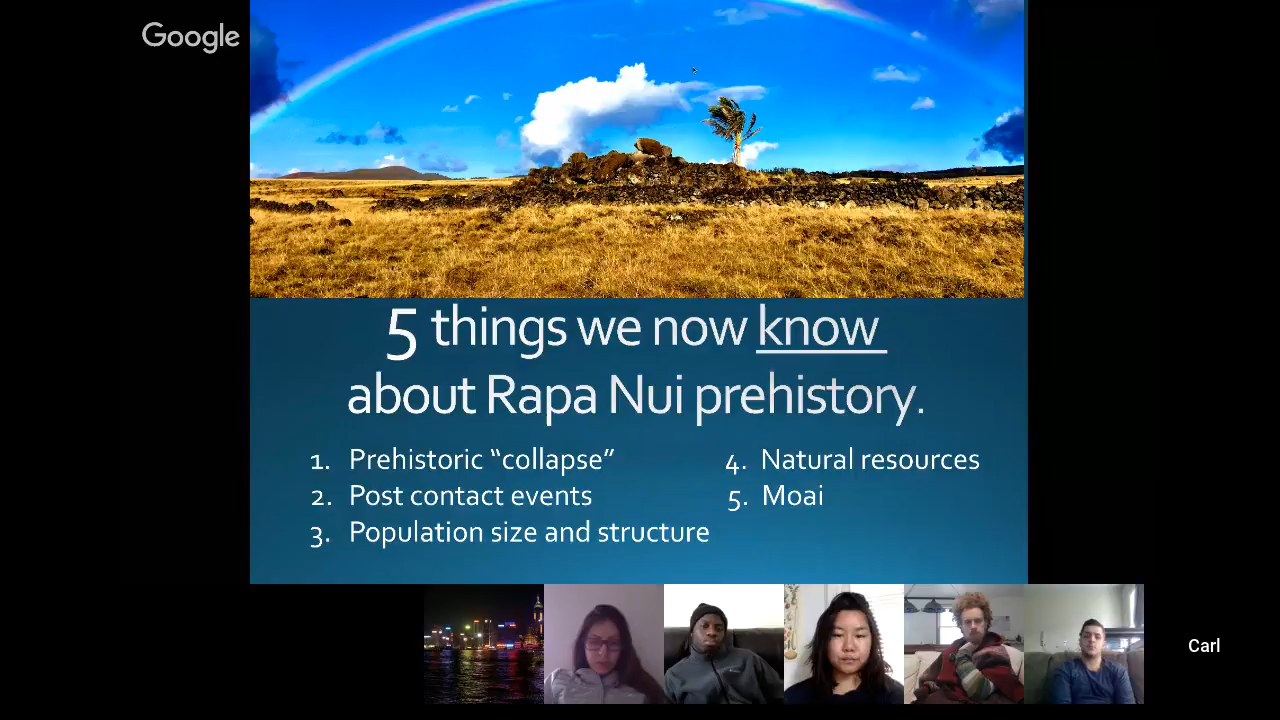 Google
5 things we now know
about Rapa Nui prehistory.
1. Prehistoric “collapse”
2. Post contact events
3. Population size and structure
4. Natural resources
5. Moai
Carl